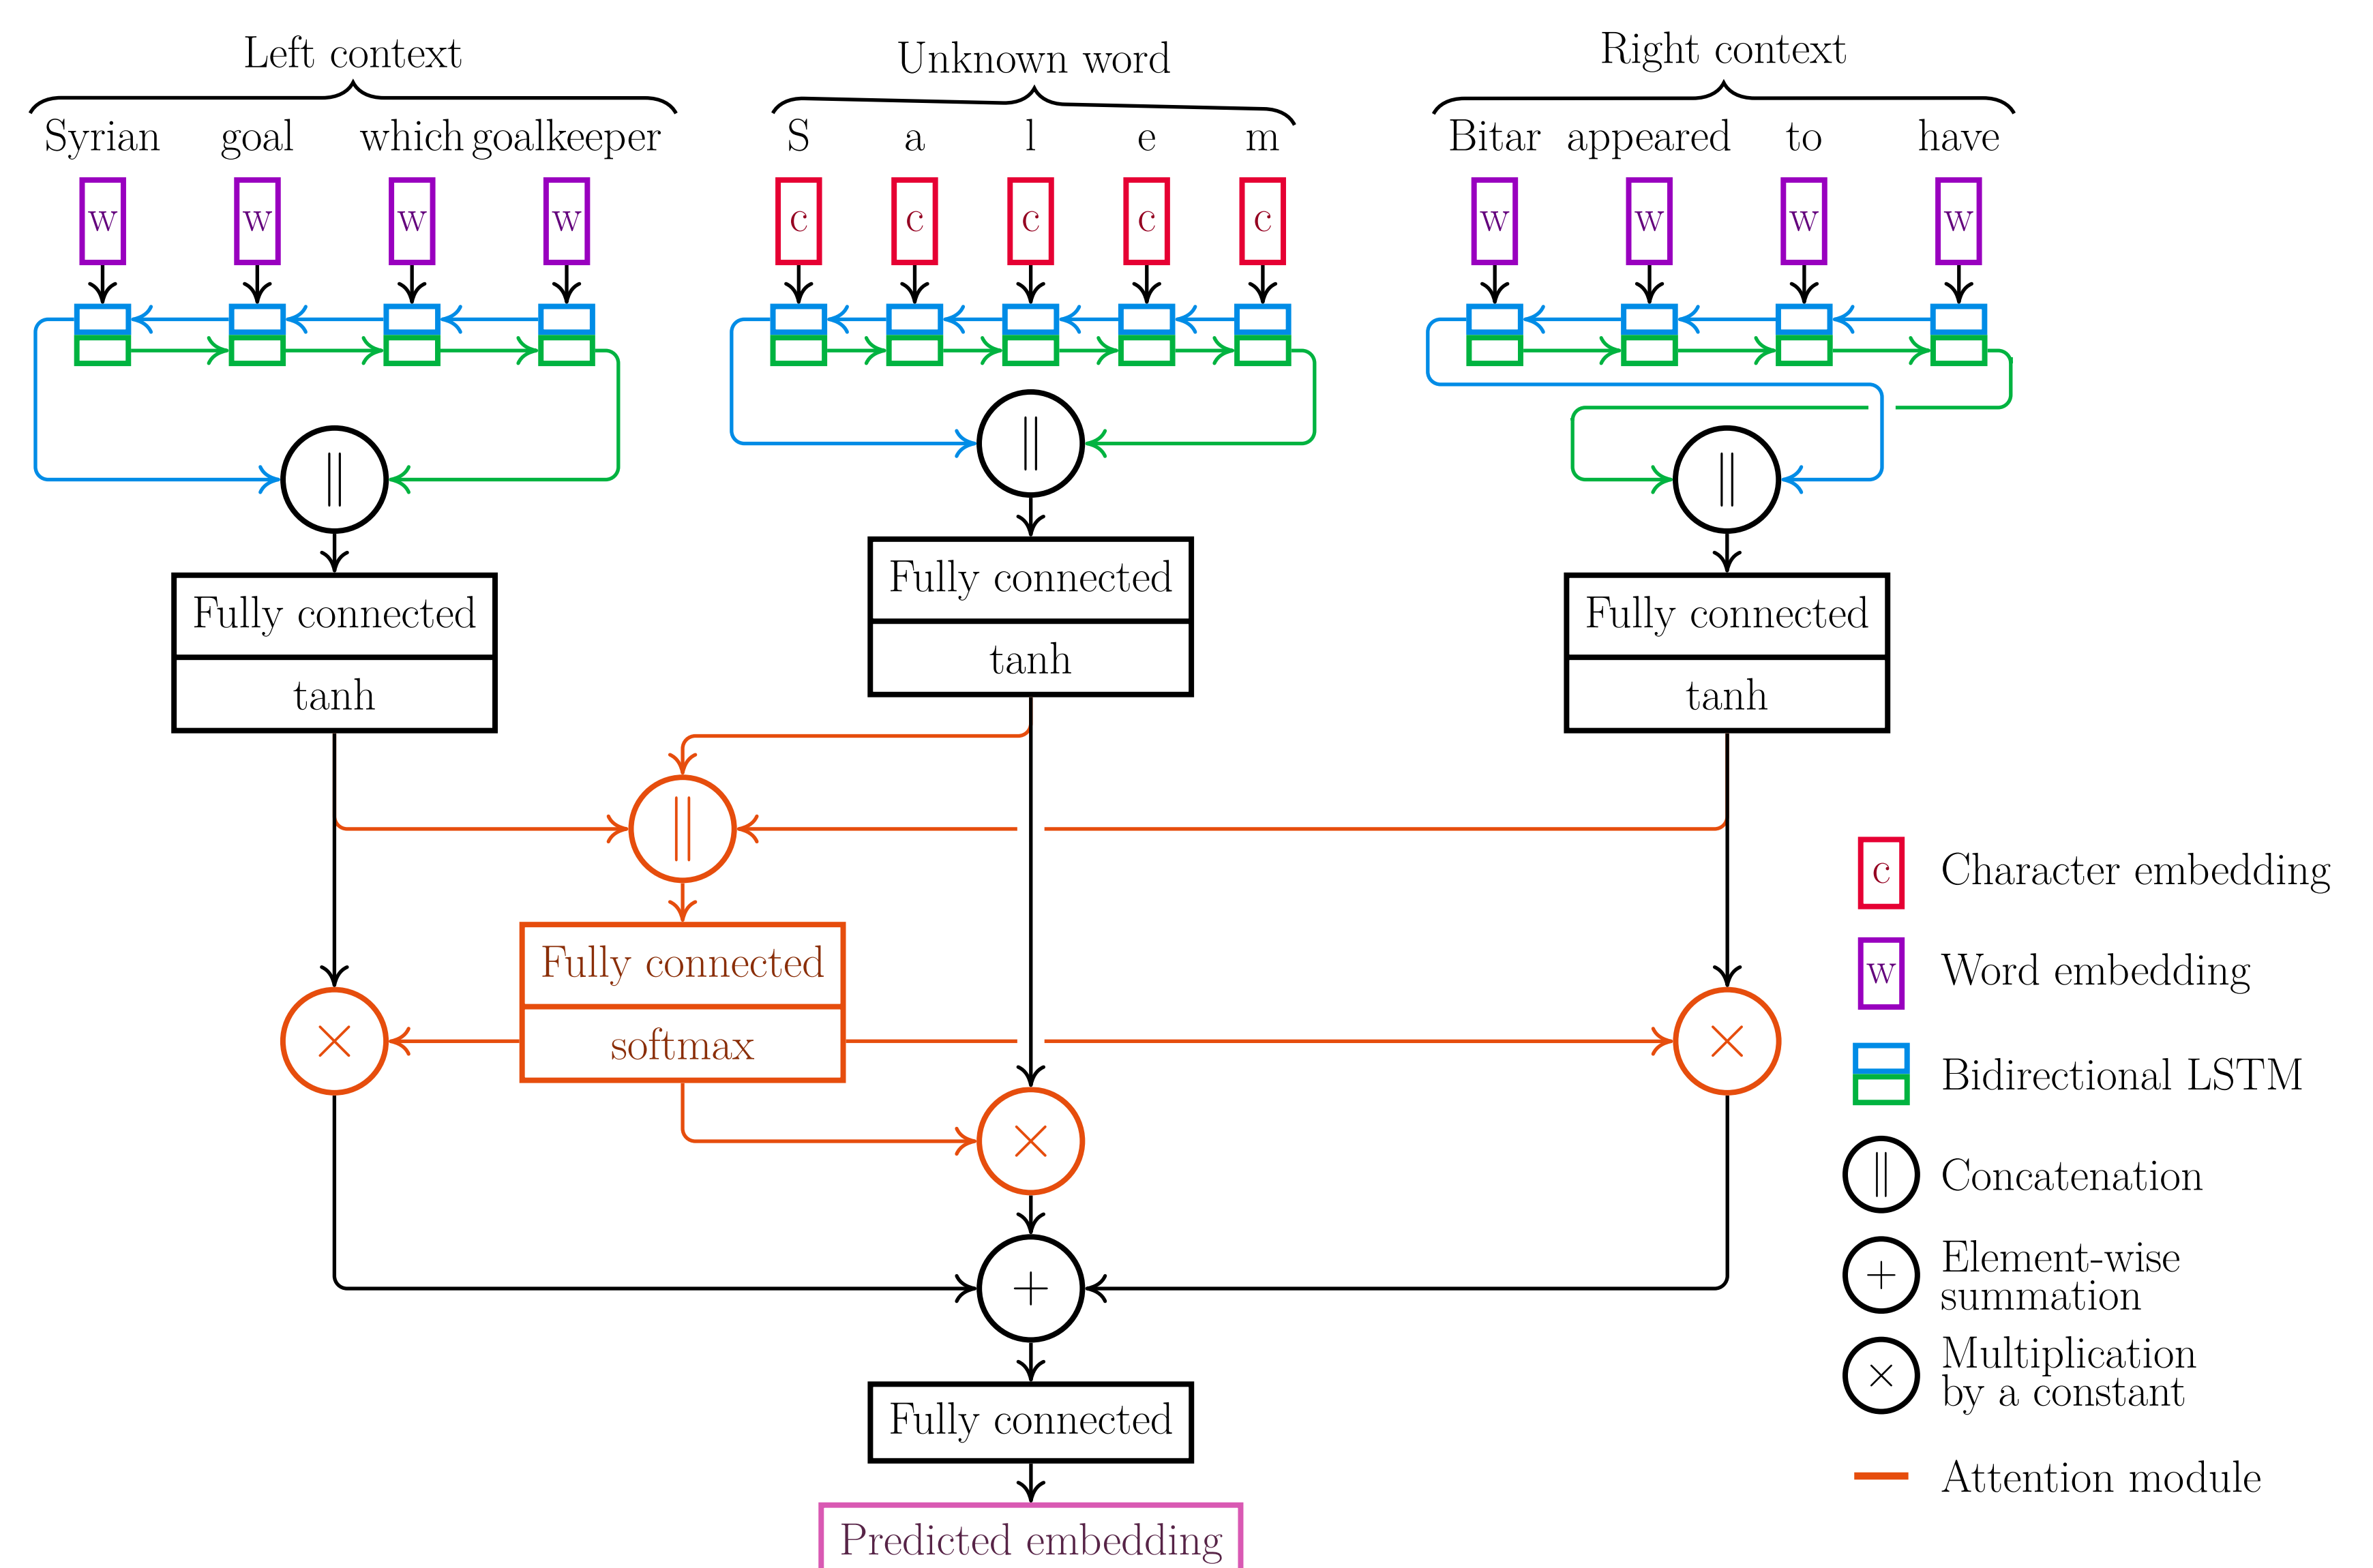 Left context
Unknown word
Right context
Syrian goal which goalkeeper
S a l e m
Bitar appeared to have
w w w w
c c c c c
w w w w
‖
‖
‖
Fully connected
tanh
Fully connected
tanh
Fully connected
tanh
‖
Fully connected
softmax
×
×
×
+
Fully connected
Predicted embedding
c Character embedding
w Word embedding
Bidirectional LSTM
‖ Concatenation
+ Element-wise
summation
× Multiplication
by a constant
Attention module